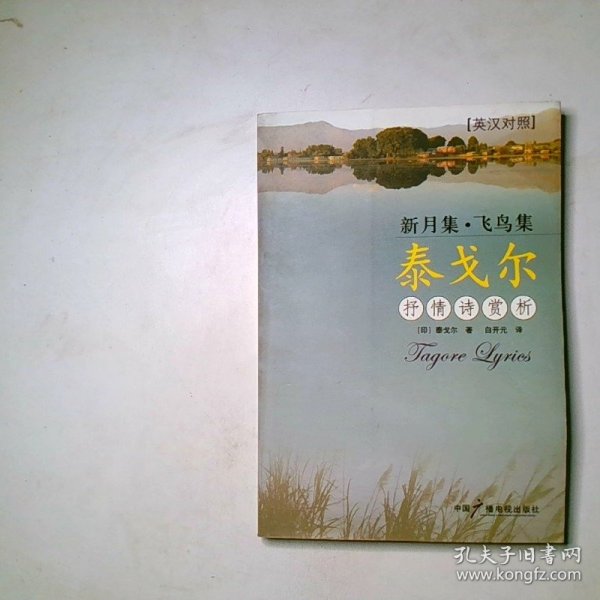 [英汉对照]
新月集·飞鸟集
泰戈尔
抒情诗赏析
[印] 泰戈尔 著 白开元 译
Tagore Lyrics
中国广播电视出版社
孔夫子旧书网
www.kongfz.com